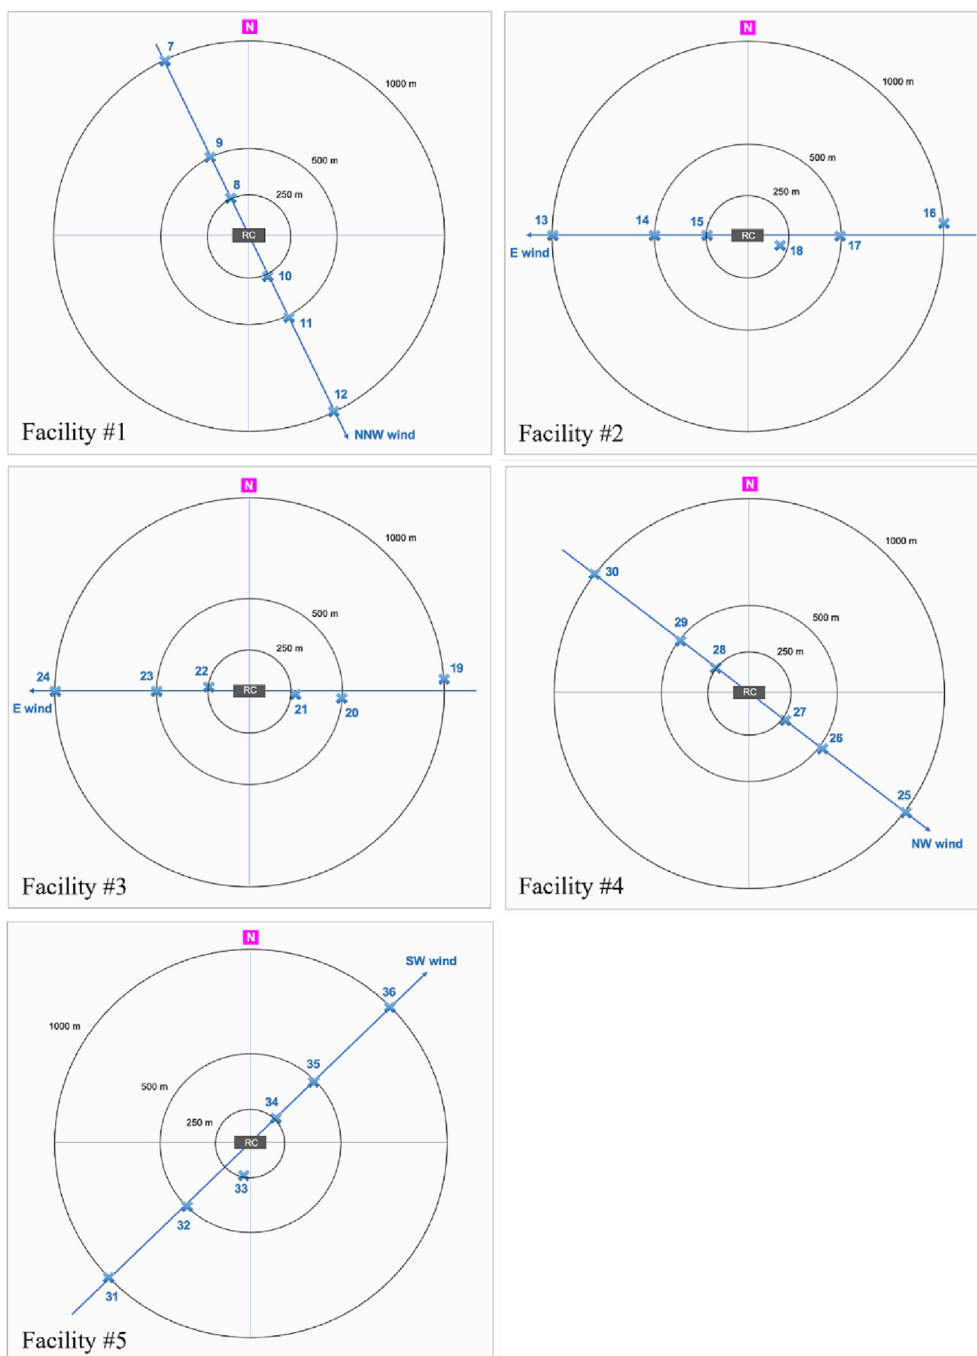 N
7
1000 m
9
500 m
8
250 m
RC
10
11
12
NNW wind
Facility #1
N
1000 m
500 m
250 m
13
14
15
16
RC
E wind
18
17
Facility #2
N
1000 m
500 m
250 m
24
23
22
19
RC
E wind
21
20
Facility #3
N
1000 m
30
500 m
29
250 m
28
RC
27
26
25
NW wind
Facility #4
N
SW wind
36
1000 m
35
500 m
34
250 m
RC
33
32
31
Facility #5